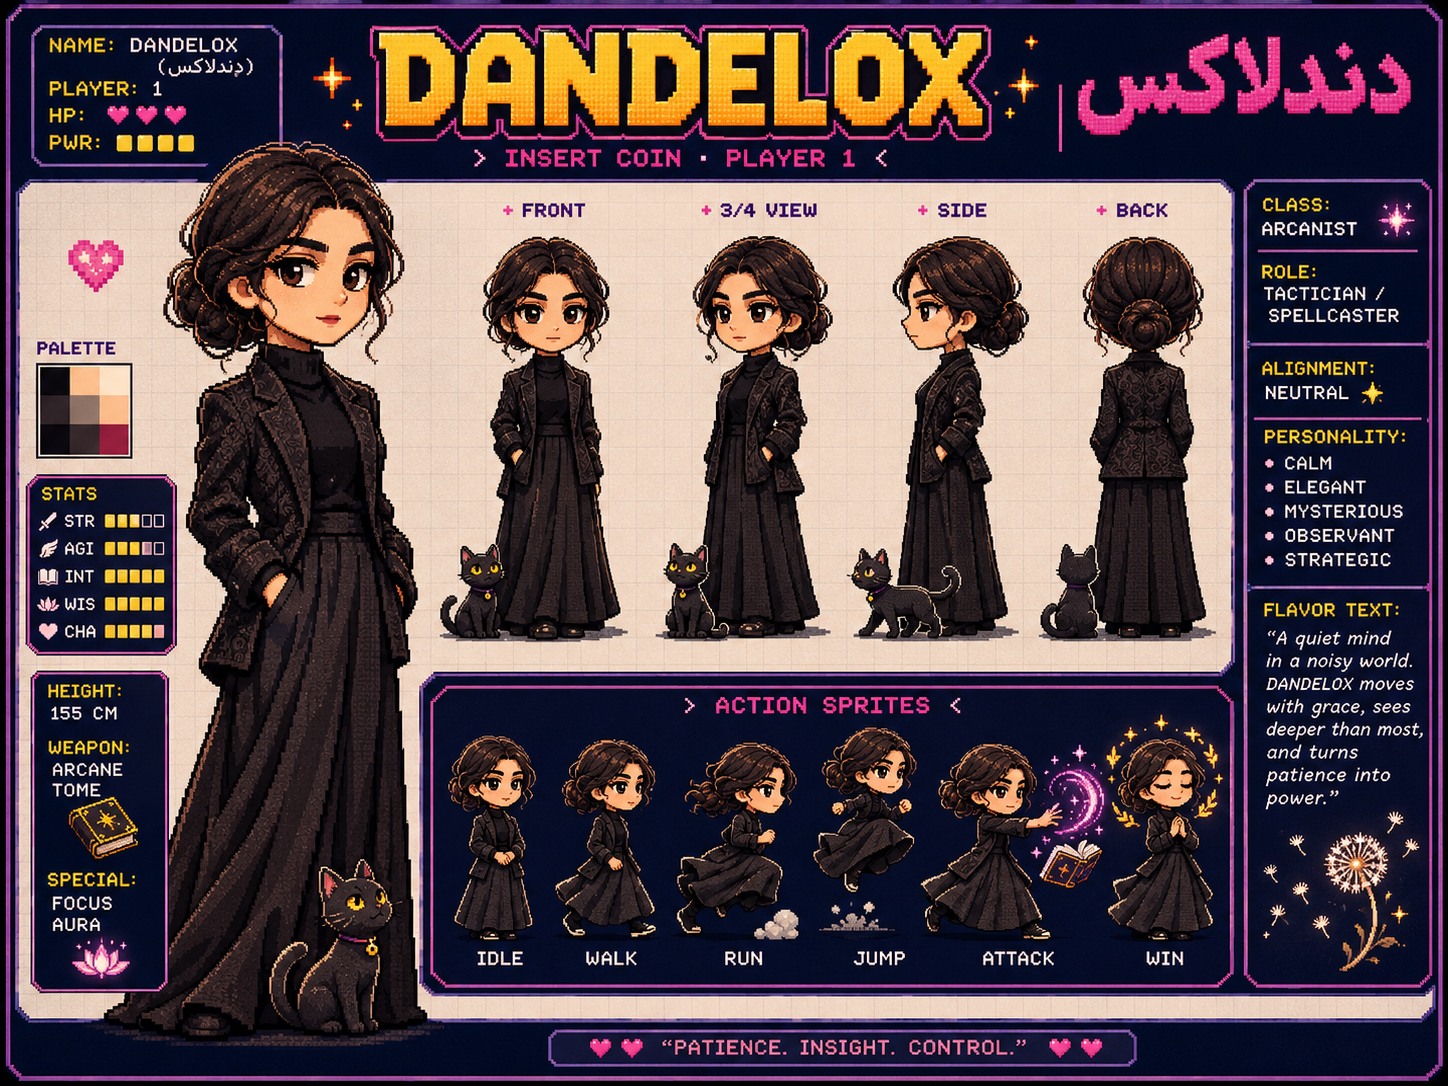 NAME: DANDELOX
(دندلاكس)
PLAYER: 1
HP:
PWR:
DANDELOX
> INSERT COIN · PLAYER 1 <
دندلاكس
PALETTE
STATS
STR
AGI
INT
WIS
CHA
HEIGHT:
155 CM
WEAPON:
ARCANE
TOME
SPECIAL:
FOCUS
AURA
+ FRONT
+ 3/4 VIEW
+ SIDE
+ BACK
> ACTION SPRITES <
IDLE
WALK
RUN
JUMP
ATTACK
WIN
CLASS:
ARCANIST
ROLE:
TACTICIAN /
SPELLCASTER
ALIGNMENT:
NEUTRAL
PERSONALITY:
• CALM
• ELEGANT
• MYSTERIOUS
• OBSERVANT
• STRATEGIC
FLAVOR TEXT:
“A quiet mind
in a noisy world.
DANDELOX moves
with grace, sees
deeper than most,
and turns
patience into
power.”
“PATIENCE. INSIGHT. CONTROL.”